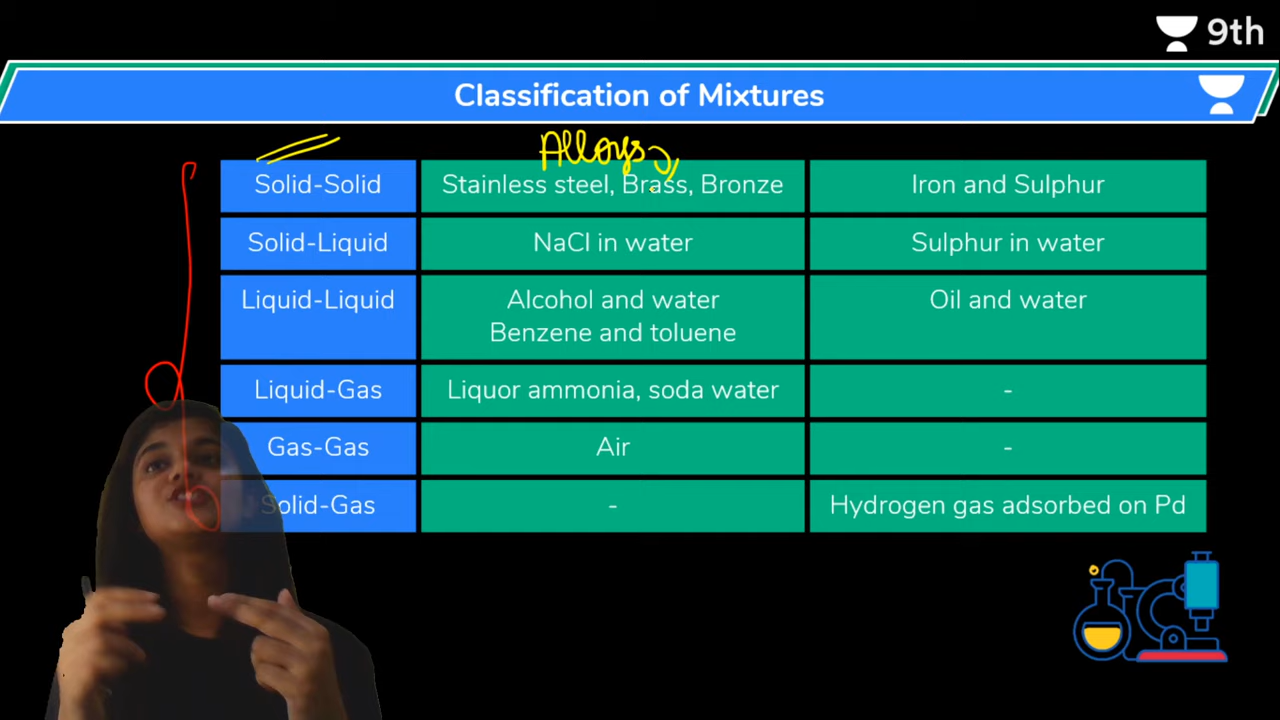 9th
Classification of Mixtures
Alloys
Solid-Solid Stainless steel, Brass, Bronze Iron and Sulphur
Solid-Liquid NaCl in water Sulphur in water
Liquid-Liquid Alcohol and water Oil and water
Benzene and toluene
Liquid-Gas Liquor ammonia, soda water -
Gas-Gas Air -
Solid-Gas - Hydrogen gas adsorbed on Pd